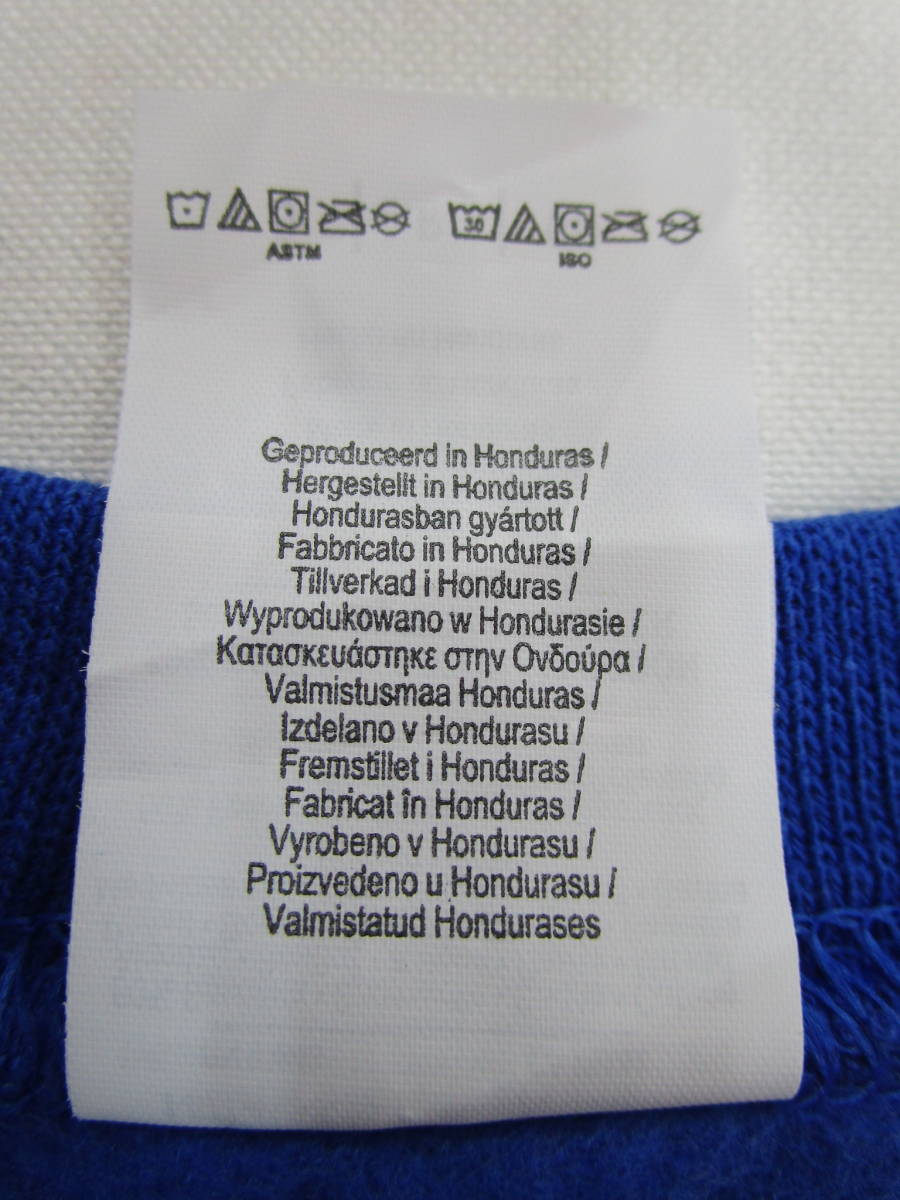 30
ASTM ISO
Geproduceerd in Honduras /
Hergestellt in Honduras /
Hondurasban gyártott /
Fabbricato in Honduras /
Tillverkad i Honduras /
Wyprodukowano w Hondurasie /
Κατασκευάστηκε στην Ονδούρα /
Valmistusmaa Honduras /
Izdelano v Hondurasu /
Fremstillet i Honduras /
Fabricat în Honduras /
Vyrobeno v Hondurasu /
Proizvedeno u Hondurasu /
Valmistatud Hondurases